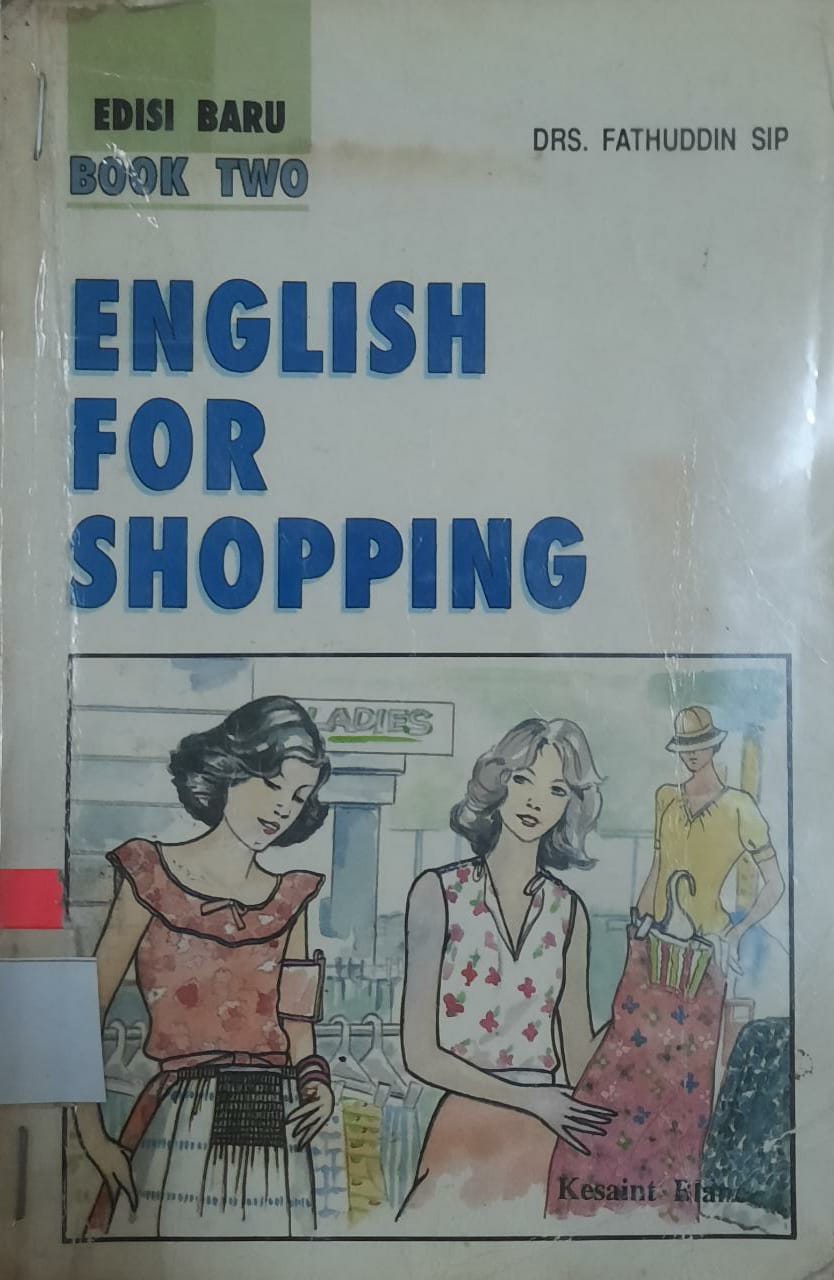 EDISI BARU
BOOK TWO
DRS. FATHUDDIN SIP
ENGLISH
FOR
SHOPPING
LADIES
Kesaint